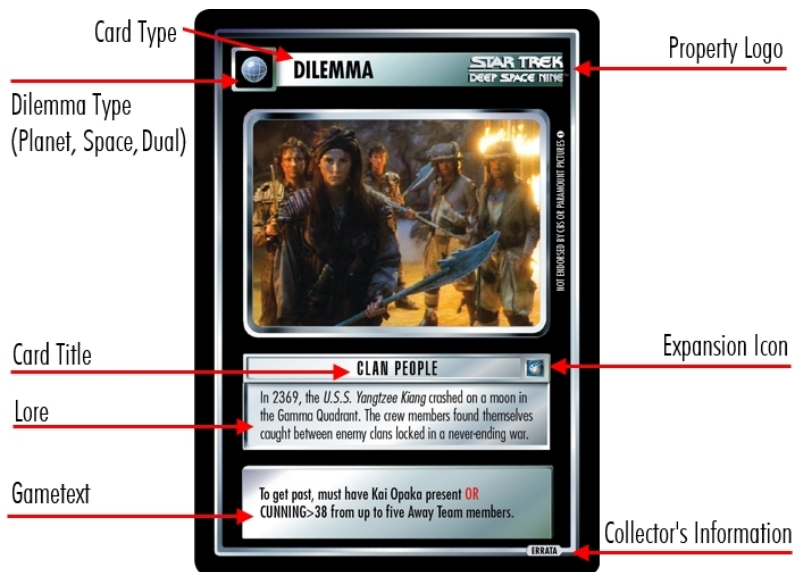 Card Type
Property Logo
DILEMMA
STAR TREK
DEEP SPACE NINE
Dilemma Type
(Planet, Space, Dual)
NOT ENDORSED BY CBS OR PARAMOUNT PICTURES
Card Title
CLAN PEOPLE
Expansion Icon
Lore
In 2369, the U.S.S. Yangtzee Kiang crashed on a moon in
the Gamma Quadrant. The crew members found themselves
caught between enemy clans locked in a never-ending war.
Gametext
To get past, must have Kai Opaka present OR
CUNNING>38 from up to five Away Team members.
Collector's Information
ERRATA